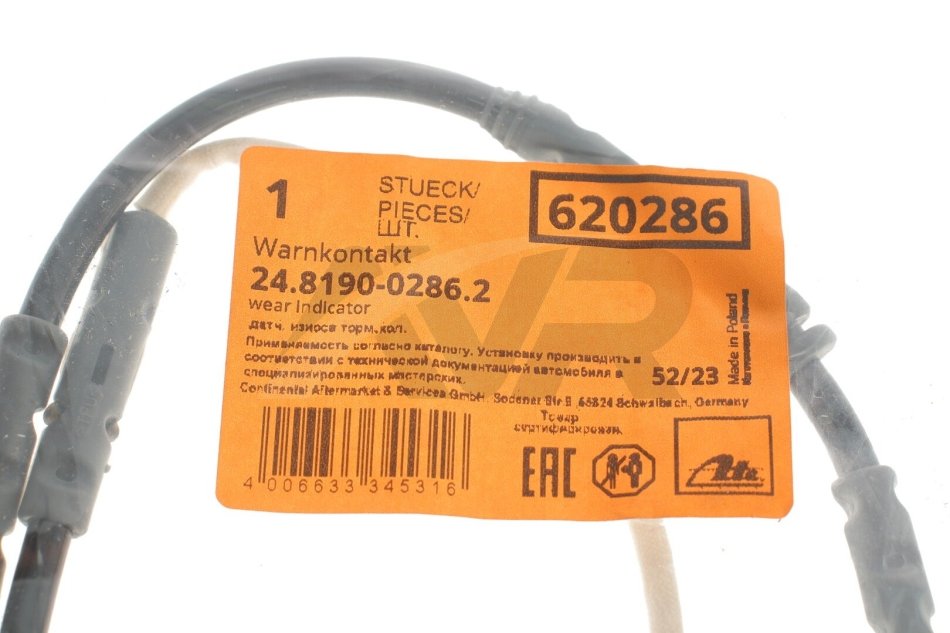 1
STUECK/
PIECES/
ШТ.
620286
Warnkontakt
24.8190-0286.2
wear indicator
датч. износа торм.кол.
Применяемость согласно каталогу. Установку производить в
соответствии с технической документацией автомобиля в
специализированных мастерских.
52/23
Made in Poland
Continental Aftermarket & Services GmbH, Sodener Str.9, 65824 Schwalbach, Germany
Товар
сертифицирован.
4 006633 345316
EAC
Ate